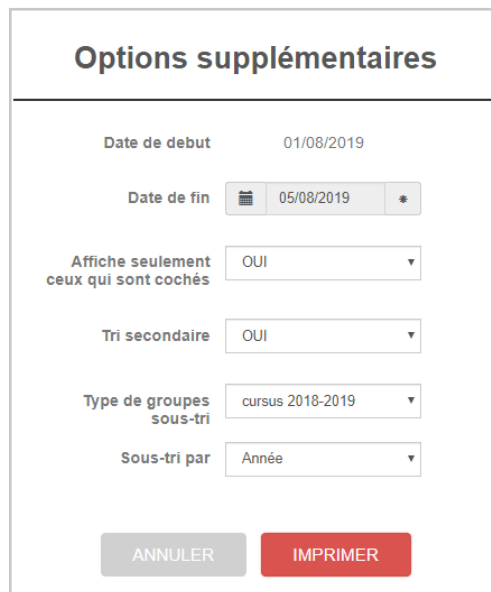 Options supplémentaires
Date de debut 01/08/2019
Date de fin 05/08/2019
Affiche seulement
ceux qui sont cochés OUI
Tri secondaire OUI
Type de groupes
sous-tri cursus 2018-2019
Sous-tri par Année
ANNULER IMPRIMER